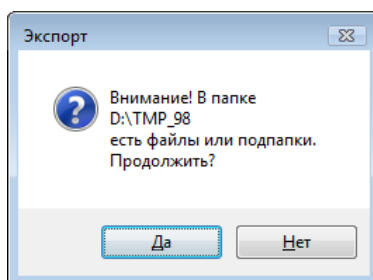 Экспорт
Внимание! В папке
D:\TMP_98
есть файлы или подпапки.
Продолжить?
Да
Нет